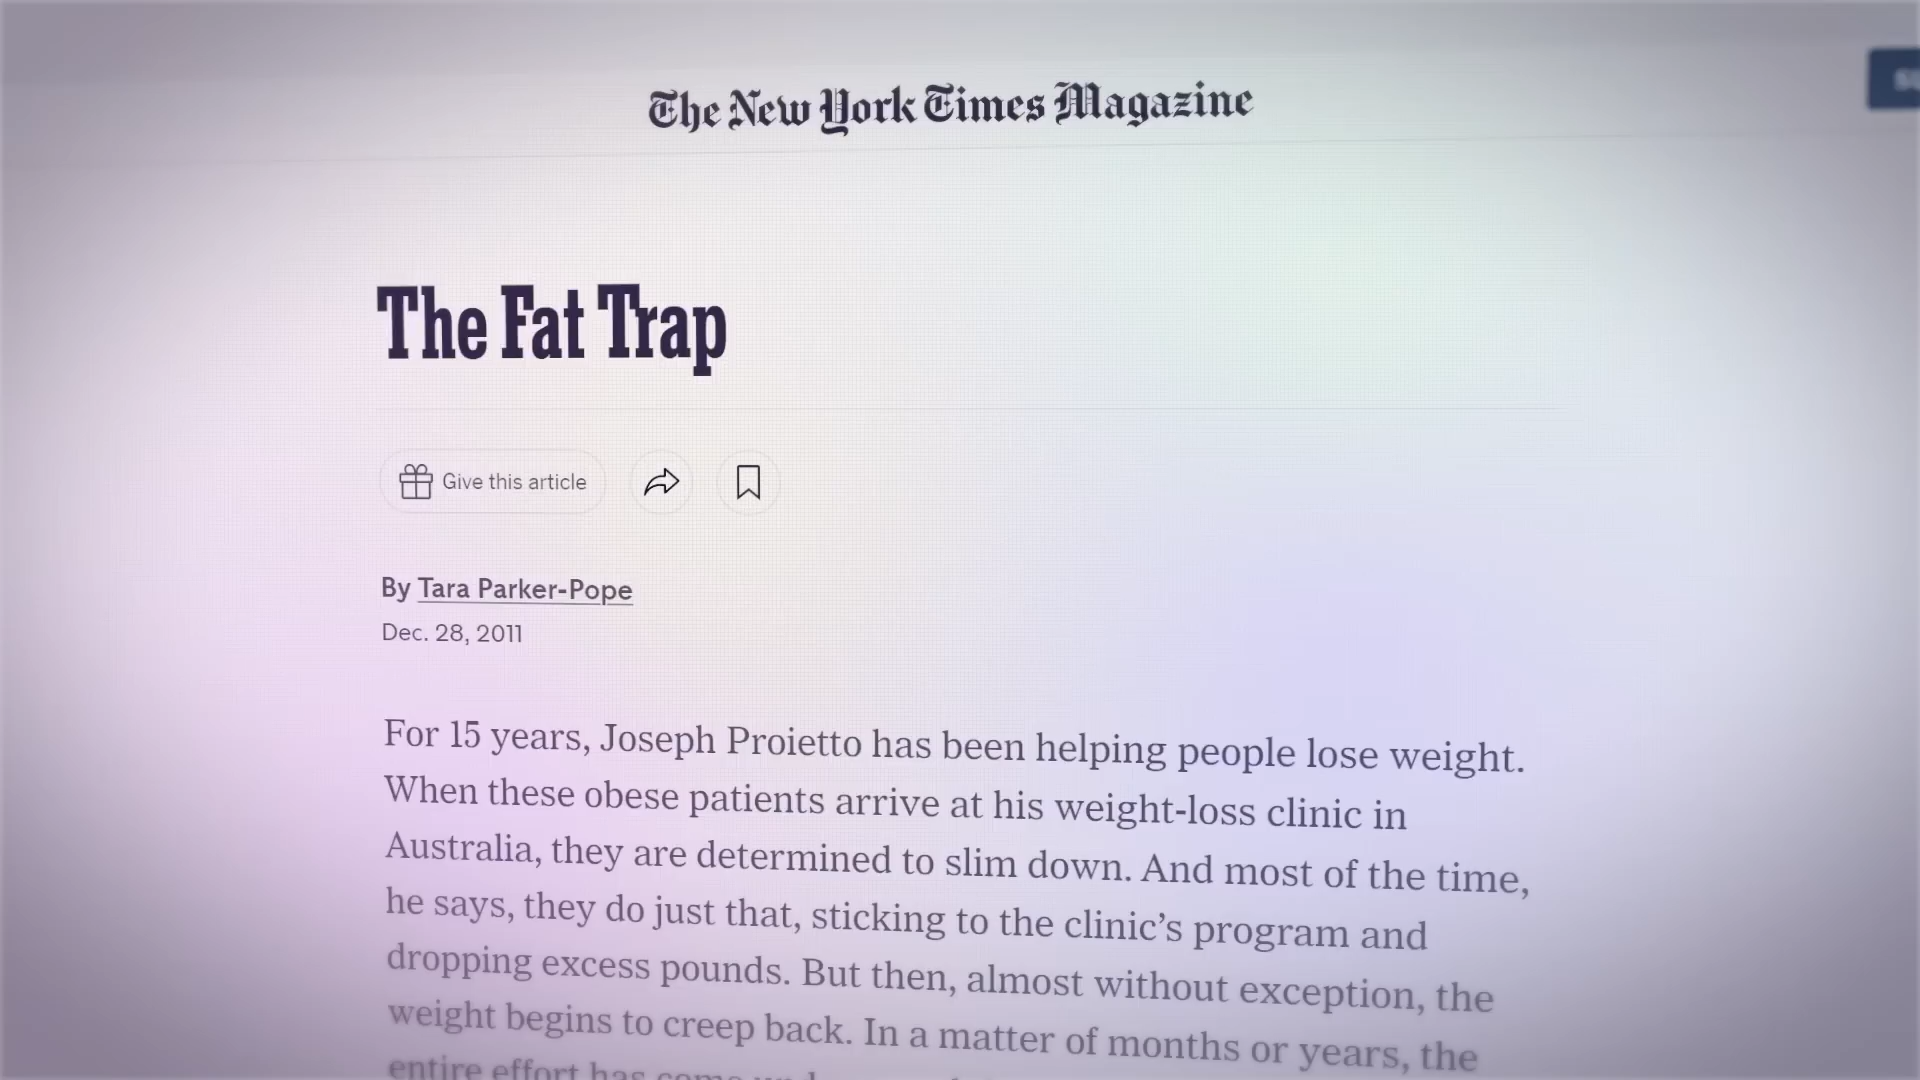 The New York Times Magazine
The Fat Trap
Give this article
By Tara Parker-Pope
Dec. 28, 2011
For 15 years, Joseph Proietto has been helping people lose weight.
When these obese patients arrive at his weight-loss clinic in
Australia, they are determined to slim down. And most of the time,
he says, they do just that, sticking to the clinic’s program and
dropping excess pounds. But then, almost without exception, the
weight begins to creep back. In a matter of months or years, the
entire effort has come